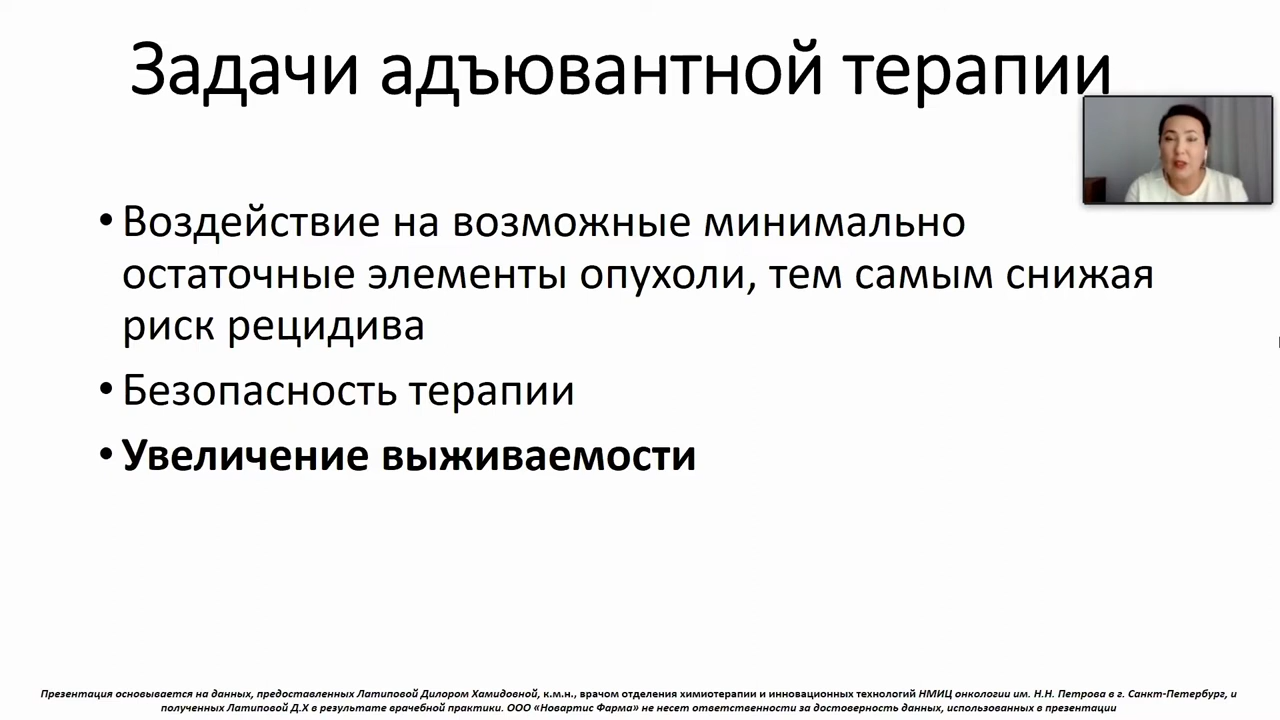 Задачи адъювантной терапии
• Воздействие на возможные минимально
остаточные элементы опухоли, тем самым снижая
риск рецидива
• Безопасность терапии
• Увеличение выживаемости
Презентация основывается на данных, предоставленных Латиповой Дилором Хамидовной, к.м.н., врачом отделения химиотерапии и инновационных технологий НМИЦ онкологии им. Н.Н. Петрова в г. Санкт-Петербург, и
полученных Латиповой Д.Х в результате врачебной практики. ООО «Новартис Фарма» не несет ответственности за достоверность данных, использованных в презентации